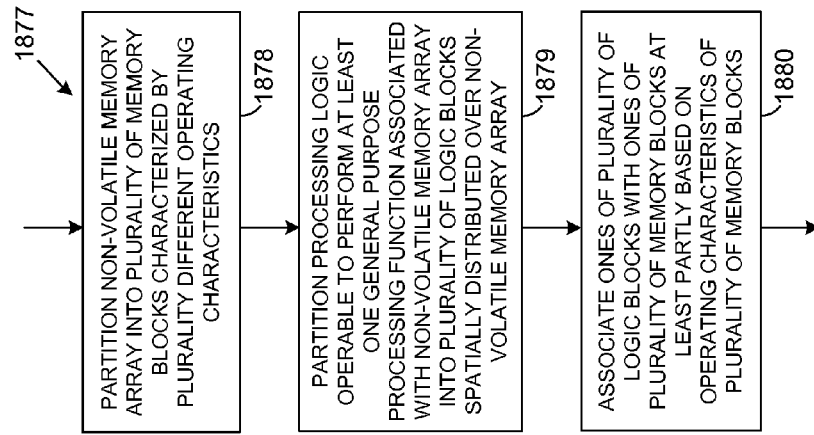 1877
PARTITION NON-VOLATILE MEMORY
ARRAY INTO PLURALITY OF MEMORY
BLOCKS CHARACTERIZED BY
PLURALITY DIFFERENT OPERATING
CHARACTERISTICS
1878
PARTITION PROCESSING LOGIC
OPERABLE TO PERFORM AT LEAST
ONE GENERAL PURPOSE
PROCESSING FUNCTION ASSOCIATED
WITH NON-VOLATILE MEMORY ARRAY
INTO PLURALITY OF LOGIC BLOCKS
SPATIALLY DISTRIBUTED OVER NON-
VOLATILE MEMORY ARRAY
1879
ASSOCIATE ONES OF PLURALITY OF
LOGIC BLOCKS WITH ONES OF
PLURALITY OF MEMORY BLOCKS AT
LEAST PARTLY BASED ON
OPERATING CHARACTERISTICS OF
PLURALITY OF MEMORY BLOCKS
1880